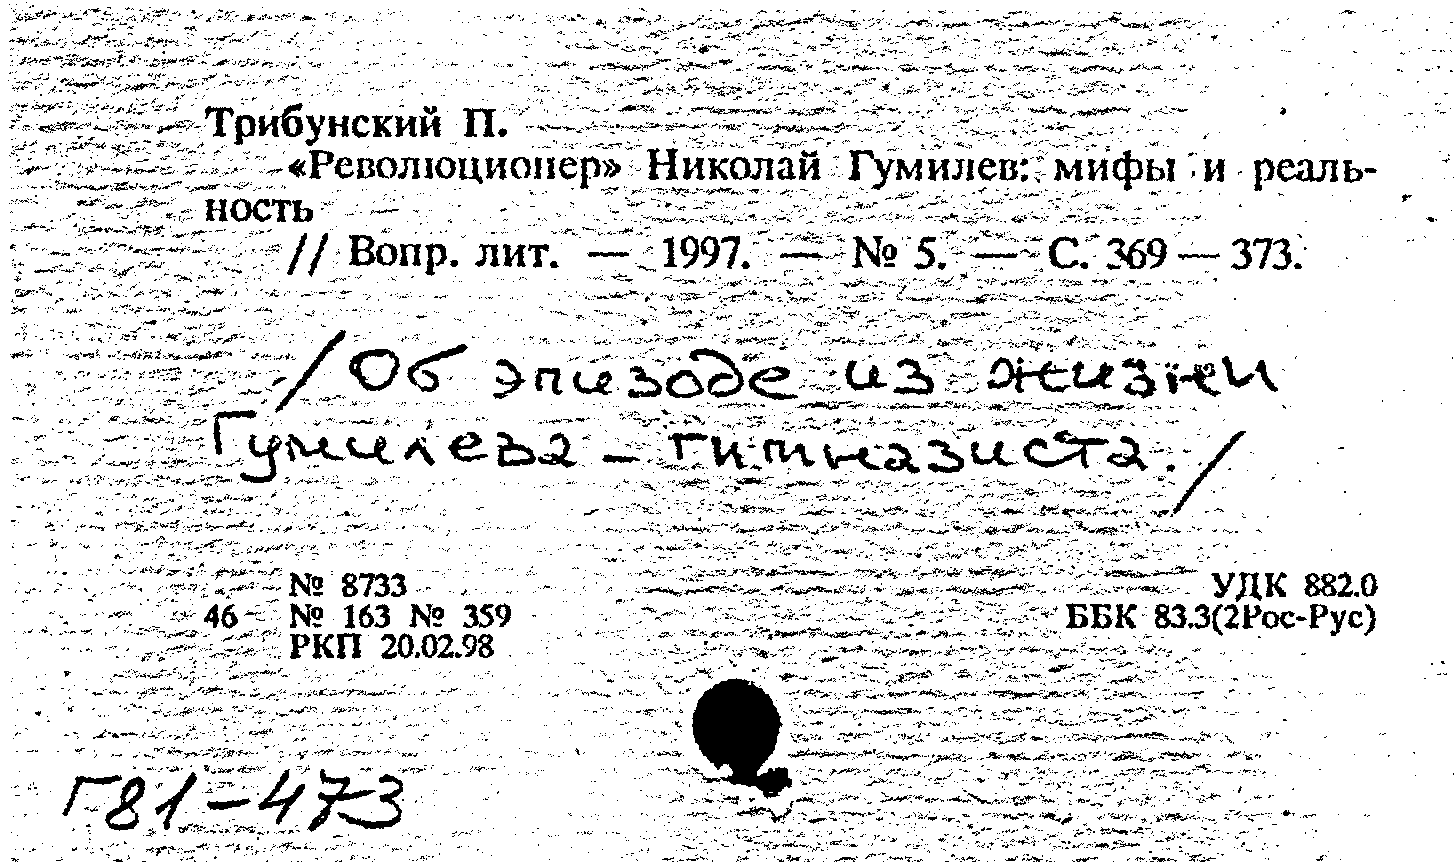 Трибунский П.
«Революционер» Николай Гумилев: мифы и реаль-
ность
// Вопр. лит. — 1997. — № 5. — С. 369 — 373.
/Об эпизоде из жизни
Гумилева – гимназиста./
№ 8733
46 № 163 № 359
РКП 20.02.98
УДК 882.0
ББК 83.3(2Рос-Рус)
Г81-473